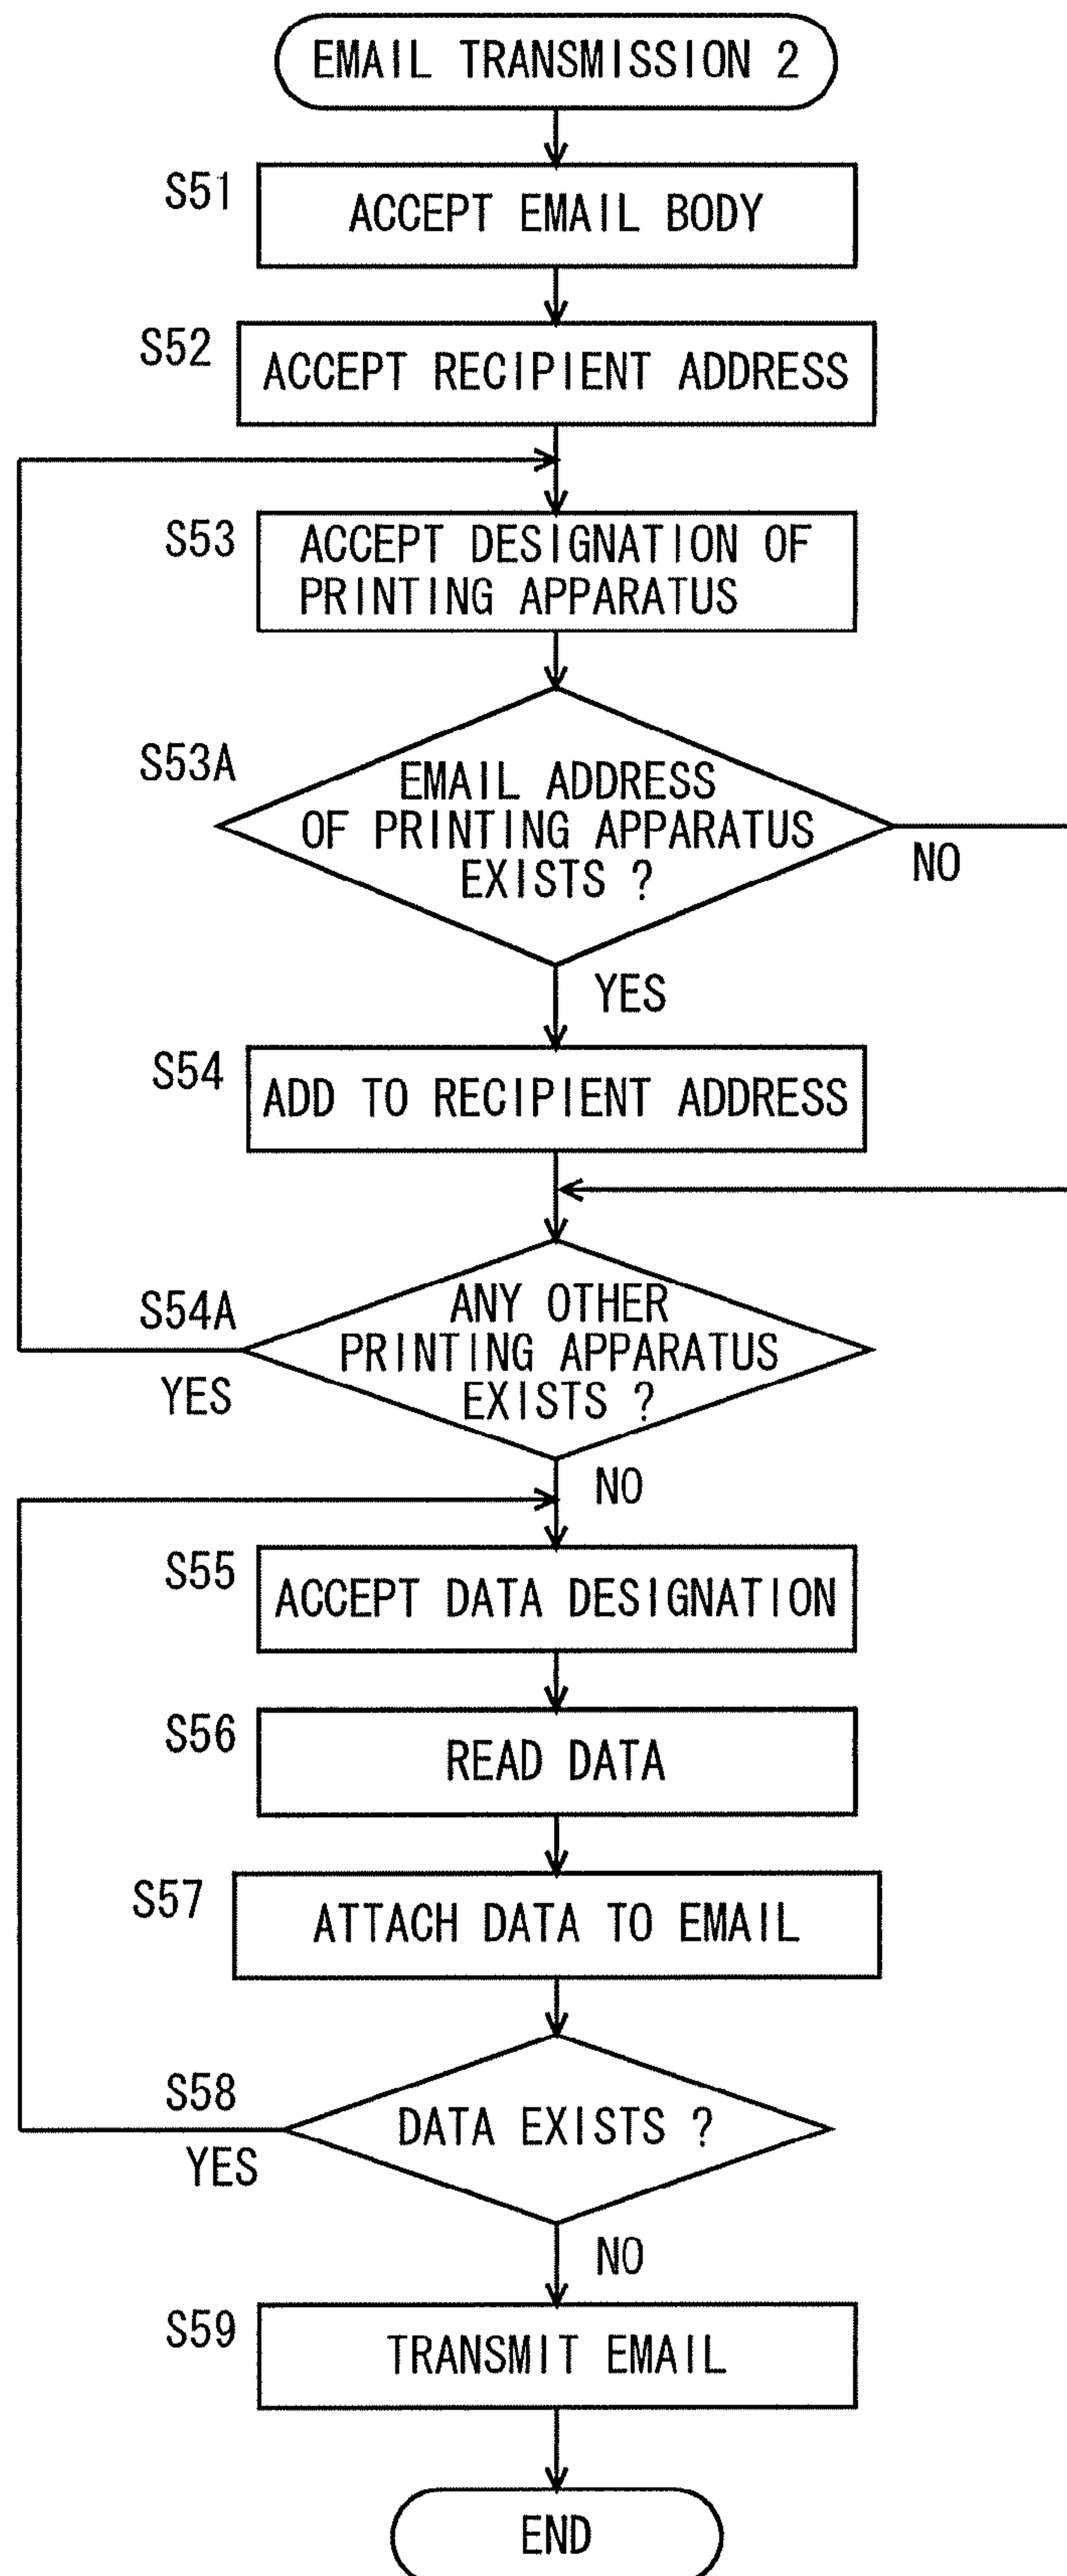 EMAIL TRANSMISSION 2
S51
ACCEPT EMAIL BODY
S52
ACCEPT RECIPIENT ADDRESS
S53
ACCEPT DESIGNATION OF
PRINTING APPARATUS
S53A
EMAIL ADDRESS
OF PRINTING APPARATUS
EXISTS ?
NO
YES
S54
ADD TO RECIPIENT ADDRESS
S54A
ANY OTHER
PRINTING APPARATUS
EXISTS ?
YES
NO
S55
ACCEPT DATA DESIGNATION
S56
READ DATA
S57
ATTACH DATA TO EMAIL
S58
DATA EXISTS ?
YES
NO
S59
TRANSMIT EMAIL
END